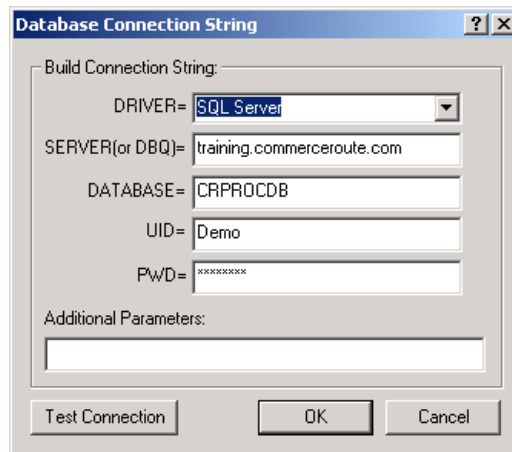 Database Connection String
Build Connection String:
DRIVER= SQL Server
SERVER(or DBQ)= training.commerceroute.com
DATABASE= CRPROCDB
UID= Demo
PWD= ********
Additional Parameters:
Test Connection OK Cancel